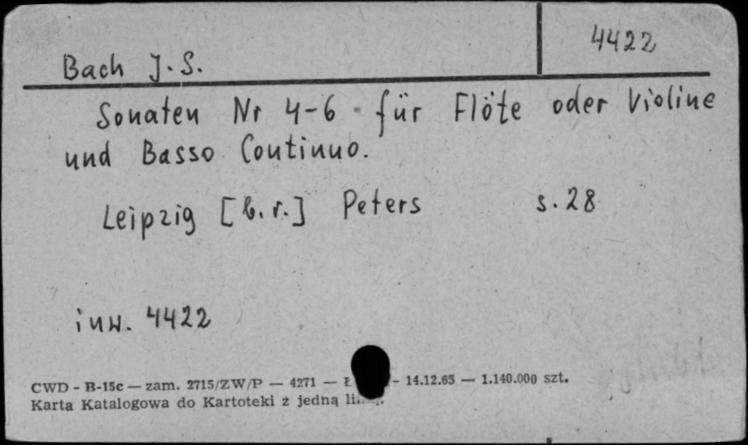 4422
Bach J. S.
Sonaten Nr 4-6 für Flöte oder Violine
und Basso Continuo.
Leipzig [b. r.] Peters s. 28
inw. 4422
CWD - B-15c — zam. 2715/ZW/P — 4271 — - 14.12.65 — 1.140.000 szt.
Karta Katalogowa do Kartoteki z jedną